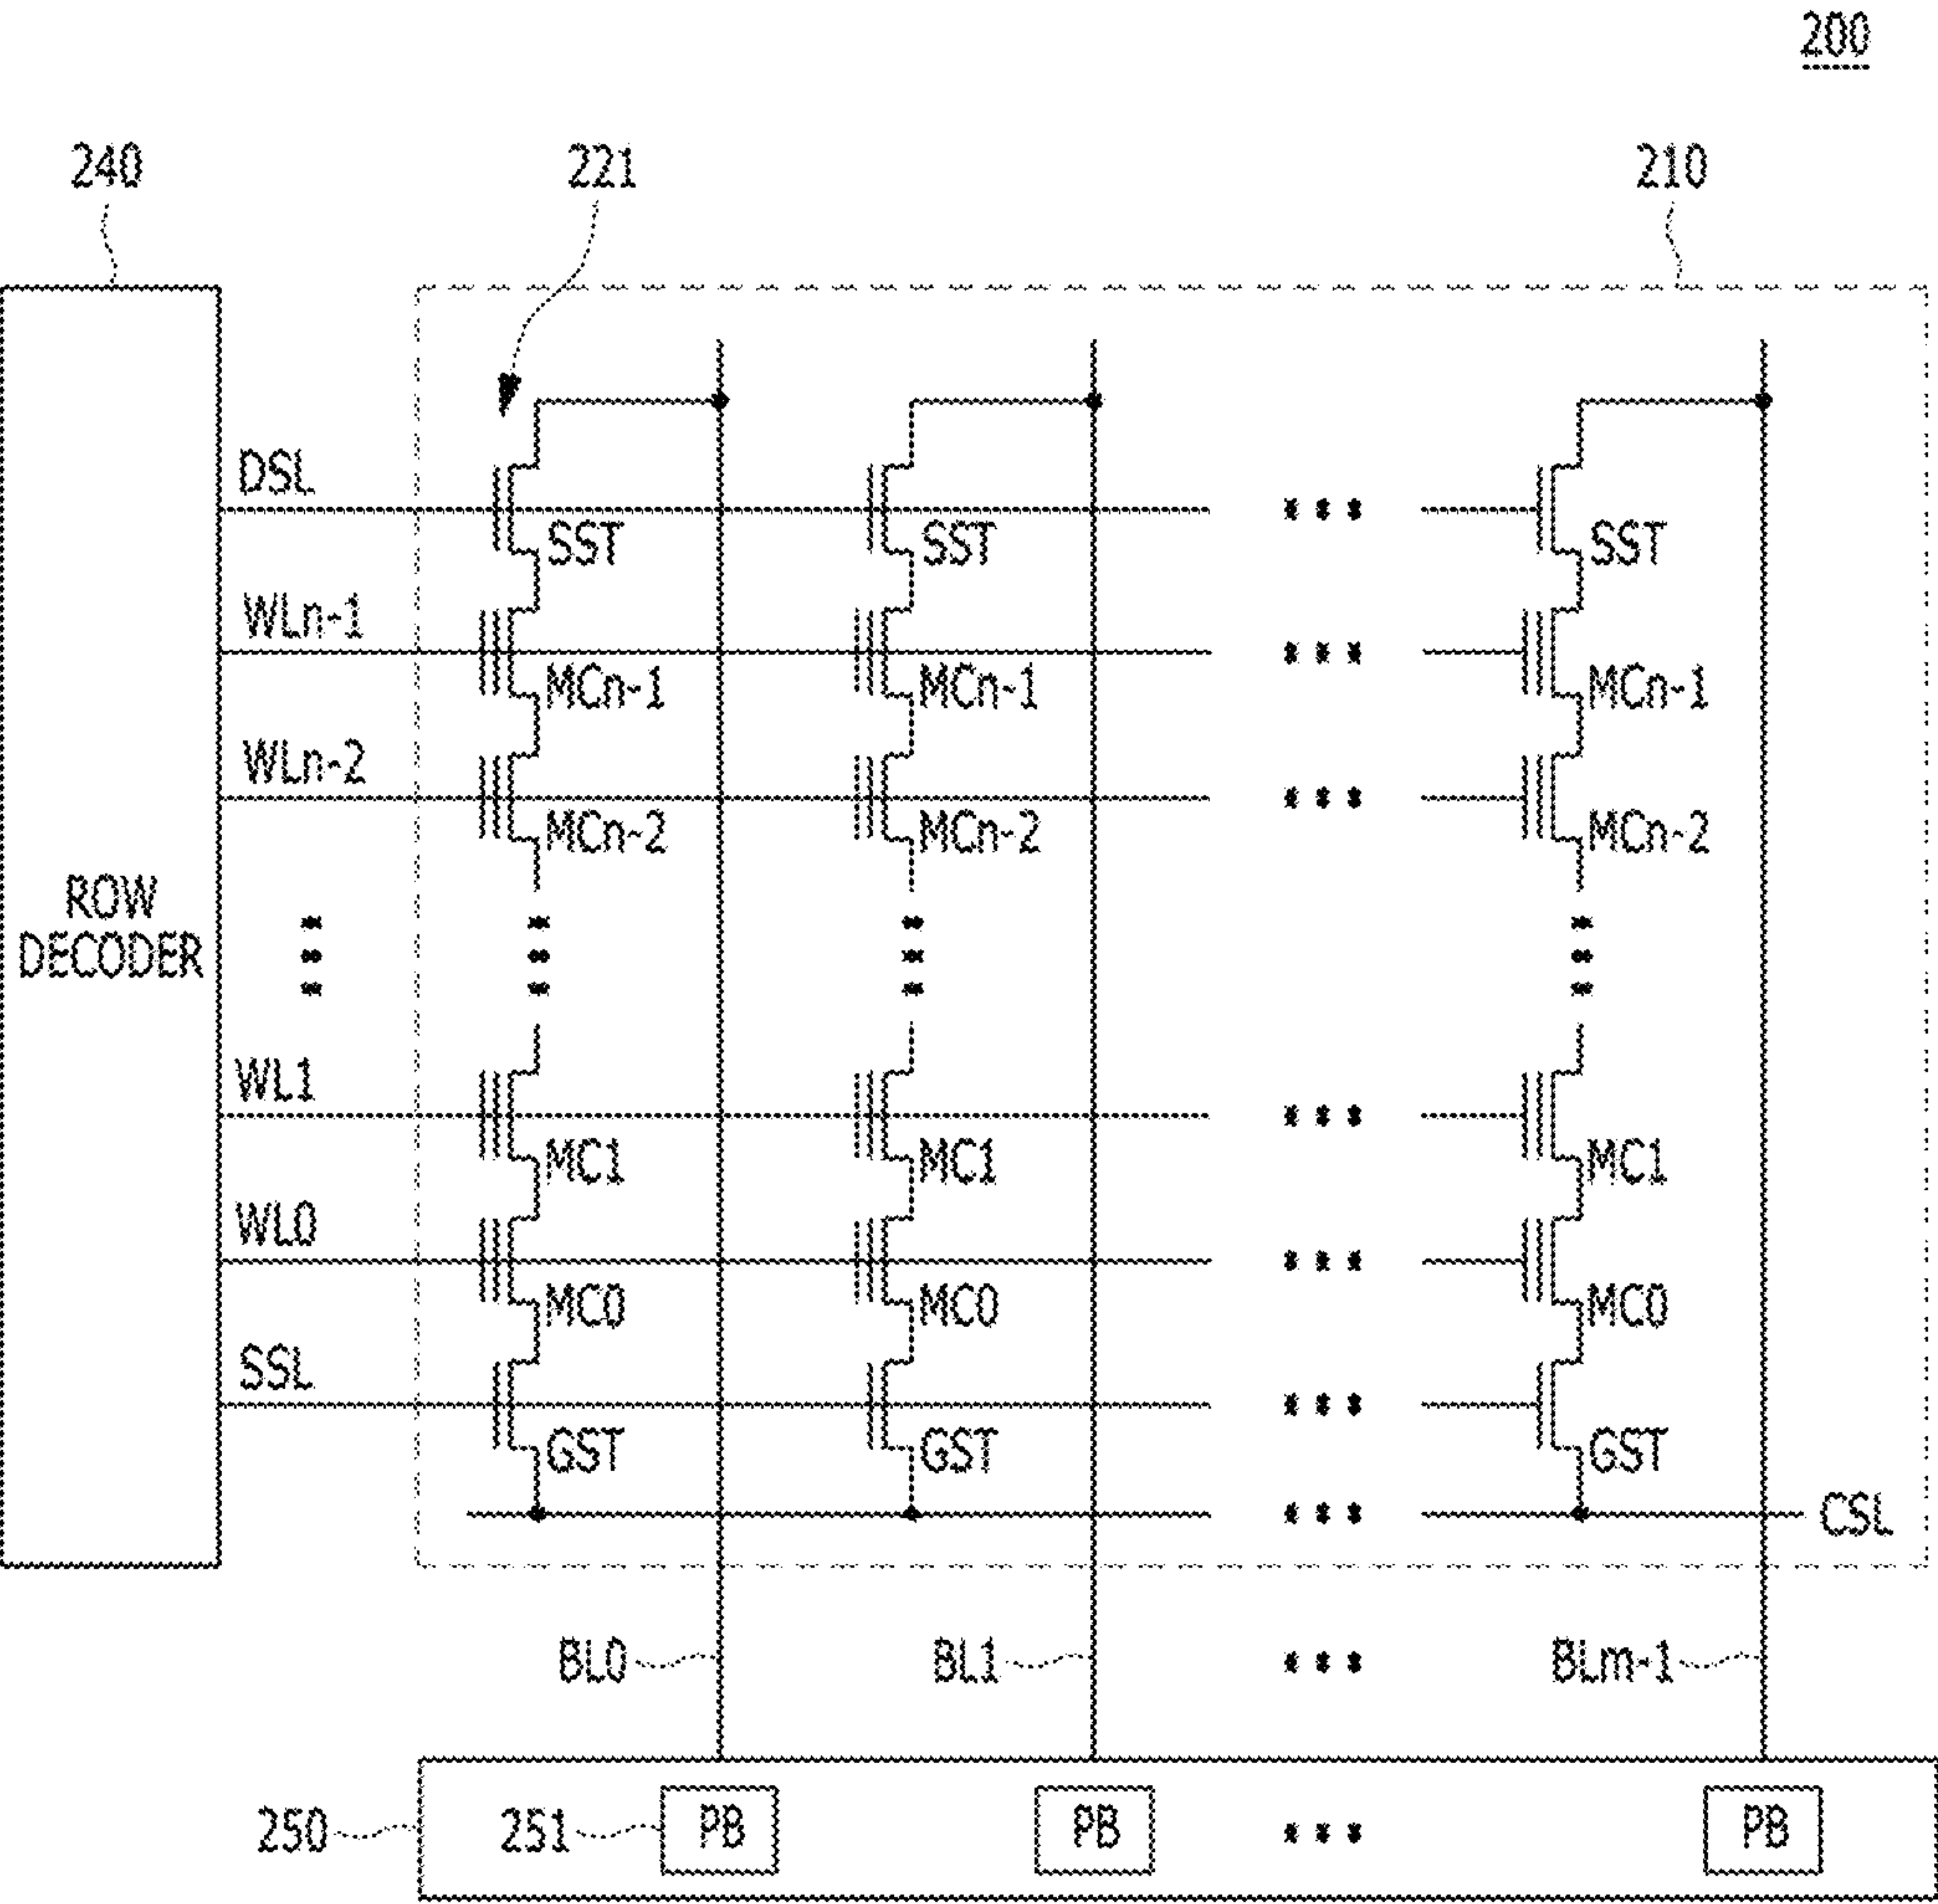 200
240 221 210
DSL
SST SST SST
WLn-1
MCn-1 MCn-1 MCn-1
WLn-2
MCn-2 MCn-2 MCn-2
ROW
DECODER
WL1
MC1 MC1 MC1
WL0
MC0 MC0 MC0
SSL
GST GST GST
CSL
BL0 BL1 BLm-1
250 251 PB PB PB